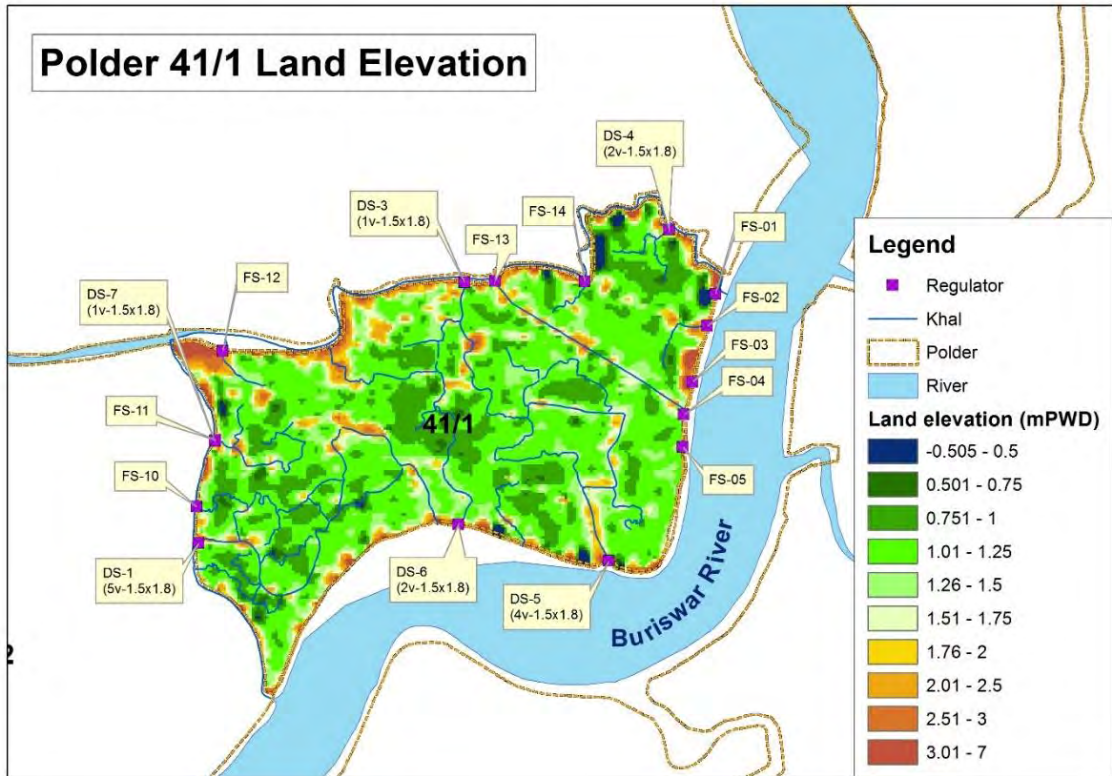 Polder 41/1 Land Elevation
DS-4
(2v-1.5x1.8)
DS-3
(1v-1.5x1.8)
FS-14
FS-13
FS-01
DS-7
(1v-1.5x1.8)
FS-12
FS-02
FS-03
FS-04
41/1
FS-11
FS-05
FS-10
DS-1
(5v-1.5x1.8)
DS-6
(2v-1.5x1.8)
DS-5
(4v-1.5x1.8)
Buriswar River
Legend
Regulator
Khal
Polder
River
Land elevation (mPWD)
-0.505 - 0.5
0.501 - 0.75
0.751 - 1
1.01 - 1.25
1.26 - 1.5
1.51 - 1.75
1.76 - 2
2.01 - 2.5
2.51 - 3
3.01 - 7